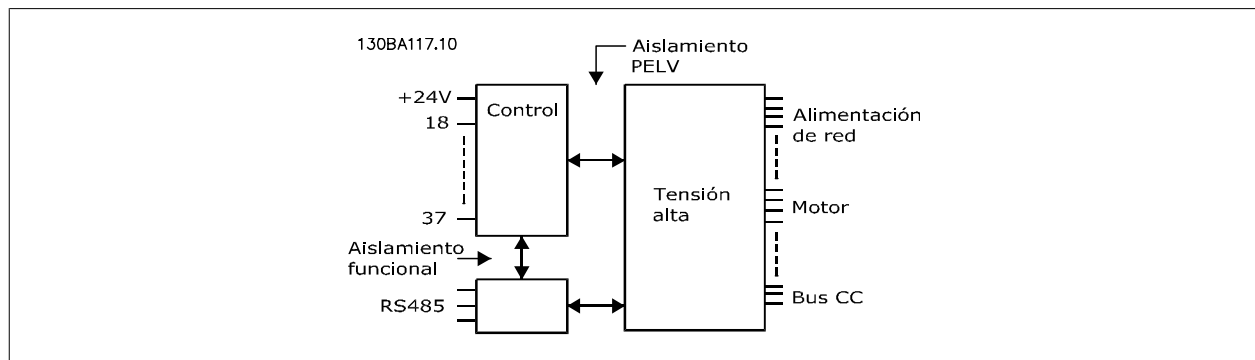 130BA117.10
Aislamiento
PELV
+24V
Control
18
37
Alimentación
de red
Tensión
alta
Motor
Aislamiento
funcional
RS485
Bus CC